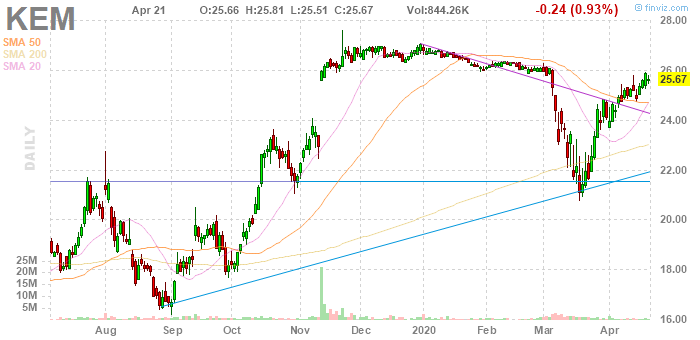 KEM
Apr 21 O:25.66 H:25.81 L:25.51 C:25.67 Vol:844.26K -0.24 (0.93%)
© finviz.com
SMA 50
SMA 200
SMA 20
DAILY
28.00
26.00
25.67
24.00
22.00
20.00
18.00
16.00
25M
20M
15M
10M
5M
Aug Sep Oct Nov Dec 2020 Feb Mar Apr